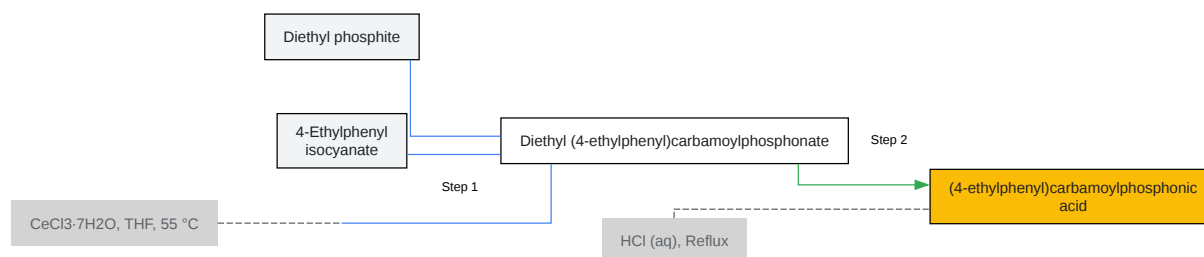 Diethyl phosphite
4-Ethylphenyl
isocyanate
Diethyl (4-ethylphenyl)carbamoylphosphonate
Step 2
Step 1
(4-ethylphenyl)carbamoylphosphonic
acid
CeCl3·7H2O, THF, 55 °C
HCl (aq), Reflux